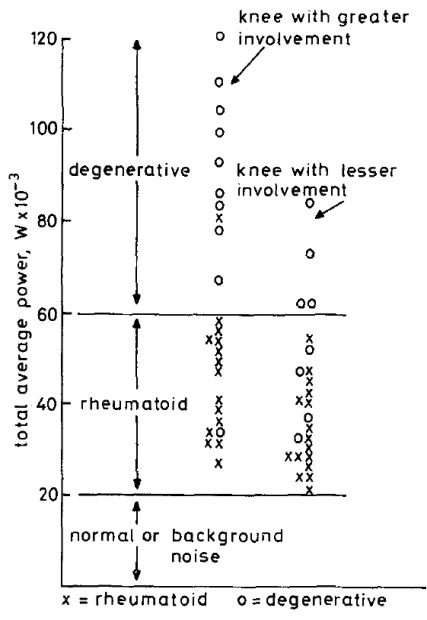 knee with greater
involvement
120
100
degenerative
knee with lesser
involvement
80
60
rheumatoid
40
20
normal or background
noise
total average power, W x 10⁻³
x = rheumatoid o = degenerative